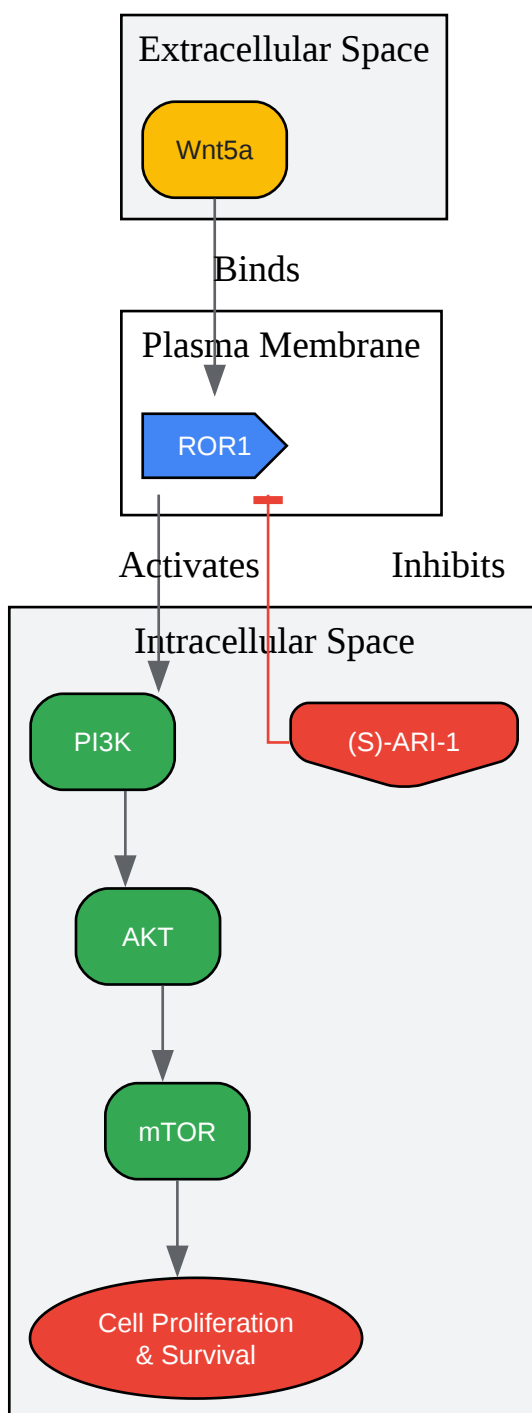 Extracellular Space
Wnt5a
Binds
Plasma Membrane
ROR1
Activates
Inhibits
Intracellular Space
PI3K
(S)-ARI-1
AKT
mTOR
Cell Proliferation
& Survival